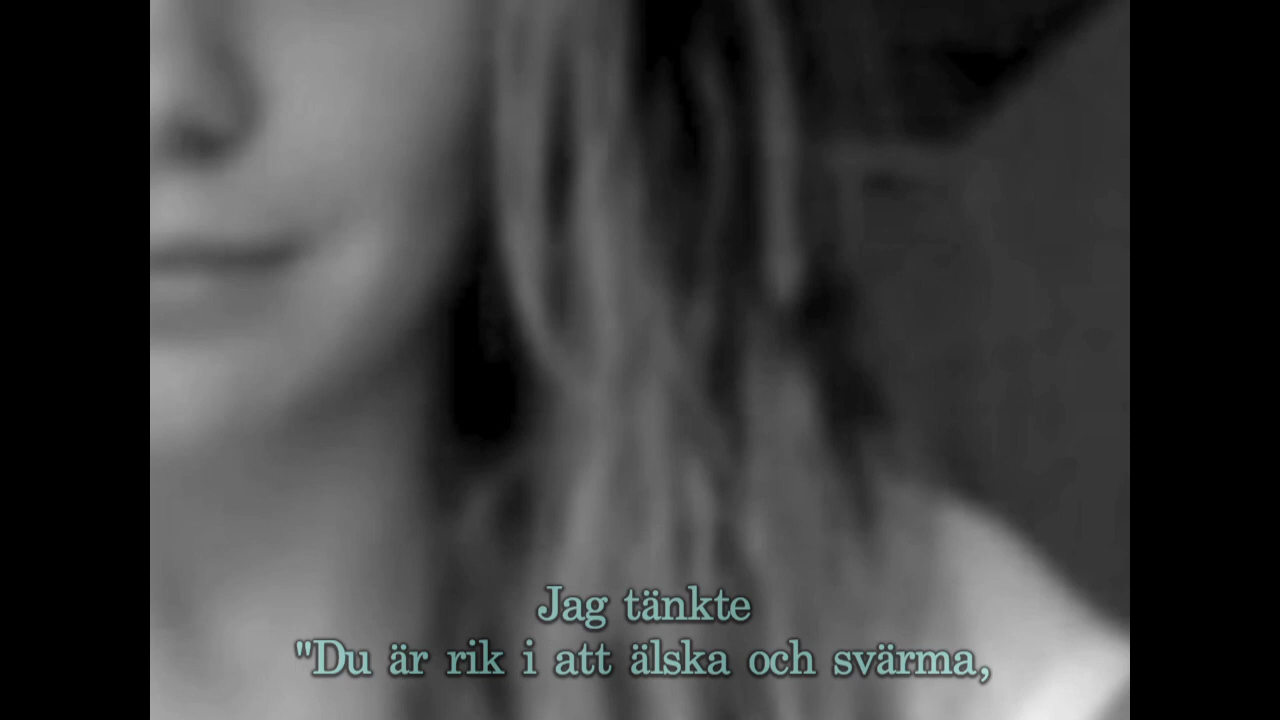 Jag tänkte
"Du är rik i att älska och svärma,